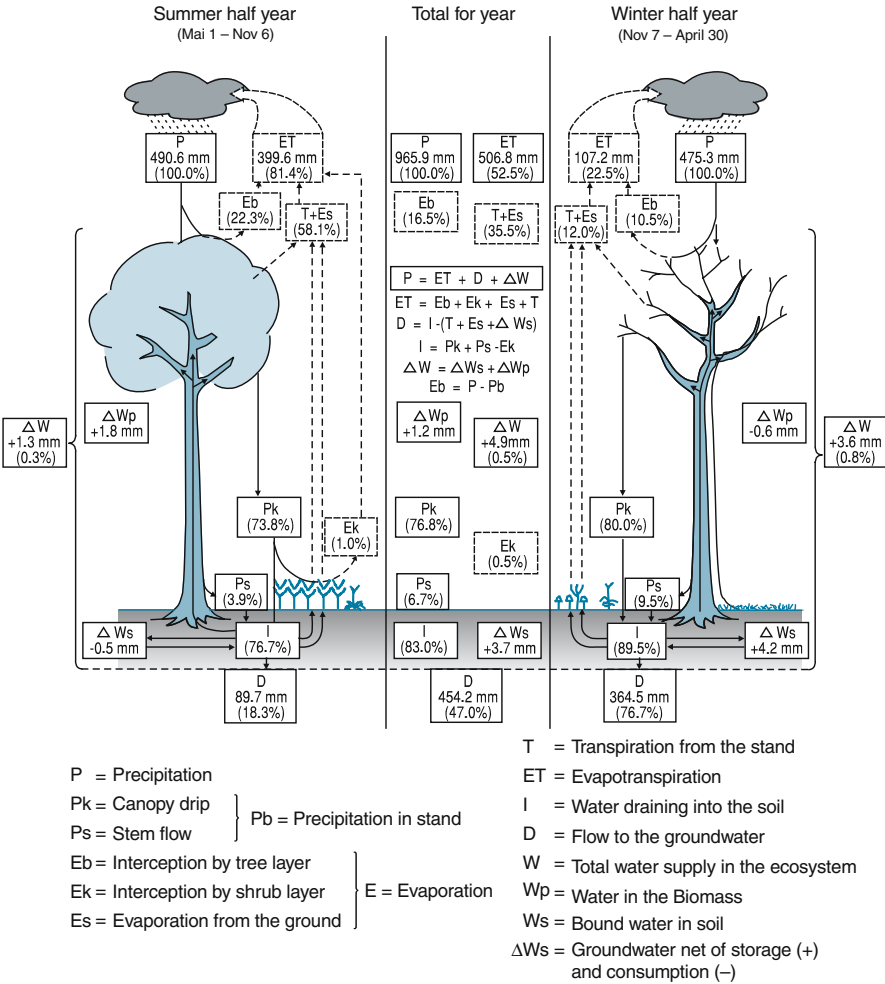 Summer half year
(Mai 1 – Nov 6)
Total for year
Winter half year
(Nov 7 – April 30)
P
490.6 mm
(100.0%)
ET
399.6 mm
(81.4%)
Eb
(22.3%)
T+Es
(58.1%)
P
965.9 mm
(100.0%)
ET
506.8 mm
(52.5%)
Eb
(16.5%)
T+Es
(35.5%)
ET
107.2 mm
(22.5%)
P
475.3 mm
(100.0%)
T+Es
(12.0%)
Eb
(10.5%)
P = ET + D + ΔW
ET = Eb + Ek + Es + T
D = I -(T + Es +Δ Ws)
I = Pk + Ps -Ek
ΔW = ΔWs + ΔWp
Eb = P - Pb
Δ W
+1.3 mm
(0.3%)
Δ Wp
+1.8 mm
Δ Wp
+1.2 mm
Δ W
+4.9mm
(0.5%)
Δ Wp
-0.6 mm
Δ W
+3.6 mm
(0.8%)
Pk
(73.8%)
Ek
(1.0%)
Pk
(76.8%)
Ek
(0.5%)
Pk
(80.0%)
Ps
(3.9%)
Ps
(6.7%)
Ps
(9.5%)
Δ Ws
-0.5 mm
I
(76.7%)
I
(83.0%)
Δ Ws
+3.7 mm
I
(89.5%)
Δ Ws
+4.2 mm
D
89.7 mm
(18.3%)
D
454.2 mm
(47.0%)
D
364.5 mm
(76.7%)
P = Precipitation
Pk = Canopy drip
Ps = Stem flow
Pb = Precipitation in stand
Eb = Interception by tree layer
Ek = Interception by shrub layer
Es = Evaporation from the ground
E = Evaporation
T = Transpiration from the stand
ET = Evapotranspiration
I = Water draining into the soil
D = Flow to the groundwater
W = Total water supply in the ecosystem
Wp = Water in the Biomass
Ws = Bound water in soil
ΔWs = Groundwater net of storage (+)
and consumption (–)